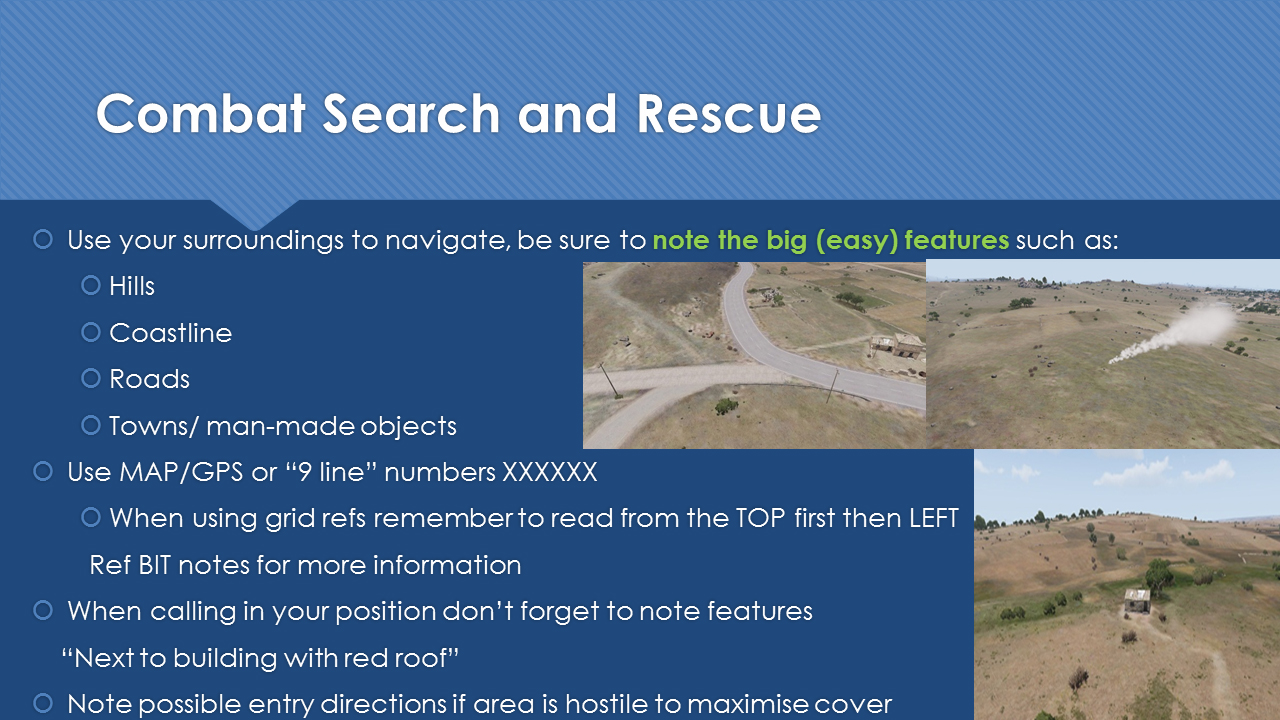 Combat Search and Rescue
Use your surroundings to navigate, be sure to note the big (easy) features such as:
Hills
Coastline
Roads
Towns/ man-made objects
Use MAP/GPS or “9 line” numbers XXXXXX
When using grid refs remember to read from the TOP first then LEFT
Ref BIT notes for more information
When calling in your position don’t forget to note features
“Next to building with red roof”
Note possible entry directions if area is hostile to maximise cover